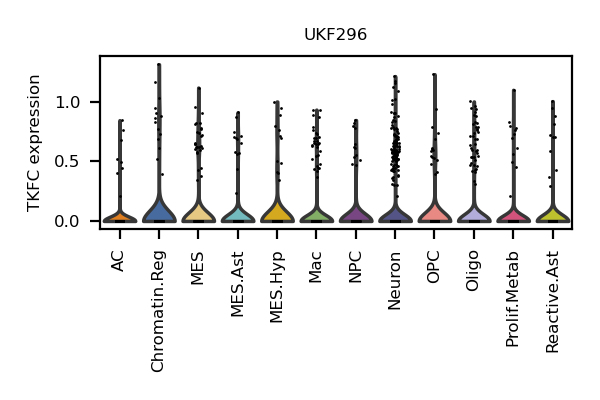 UKF296
TKFC expression
1.0
0.5
0.0
AC
Chromatin.Reg
MES
MES.Ast
MES.Hyp
Mac
NPC
Neuron
OPC
Oligo
Prolif.Metab
Reactive.Ast